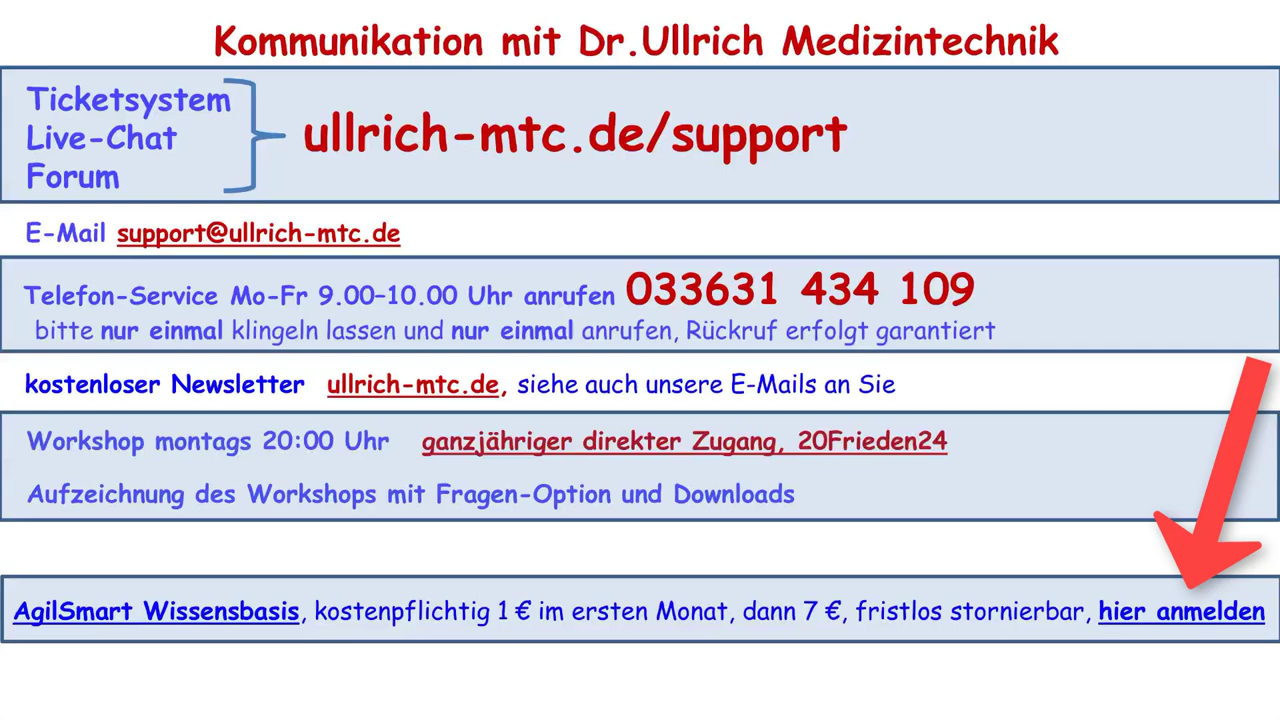 Kommunikation mit Dr.Ullrich Medizintechnik
Ticketsystem
Live-Chat
Forum
ullrich-mtc.de/support
E-Mail support@ullrich-mtc.de
Telefon-Service Mo-Fr 9.00–10.00 Uhr anrufen 033631 434 109
bitte nur einmal klingeln lassen und nur einmal anrufen, Rückruf erfolgt garantiert
kostenloser Newsletter ullrich-mtc.de, siehe auch unsere E-Mails an Sie
Workshop montags 20:00 Uhr ganzjähriger direkter Zugang, 20Frieden24
Aufzeichnung des Workshops mit Fragen-Option und Downloads
AgilSmart Wissensbasis, kostenpflichtig 1 € im ersten Monat, dann 7 €, fristlos stornierbar, hier anmelden